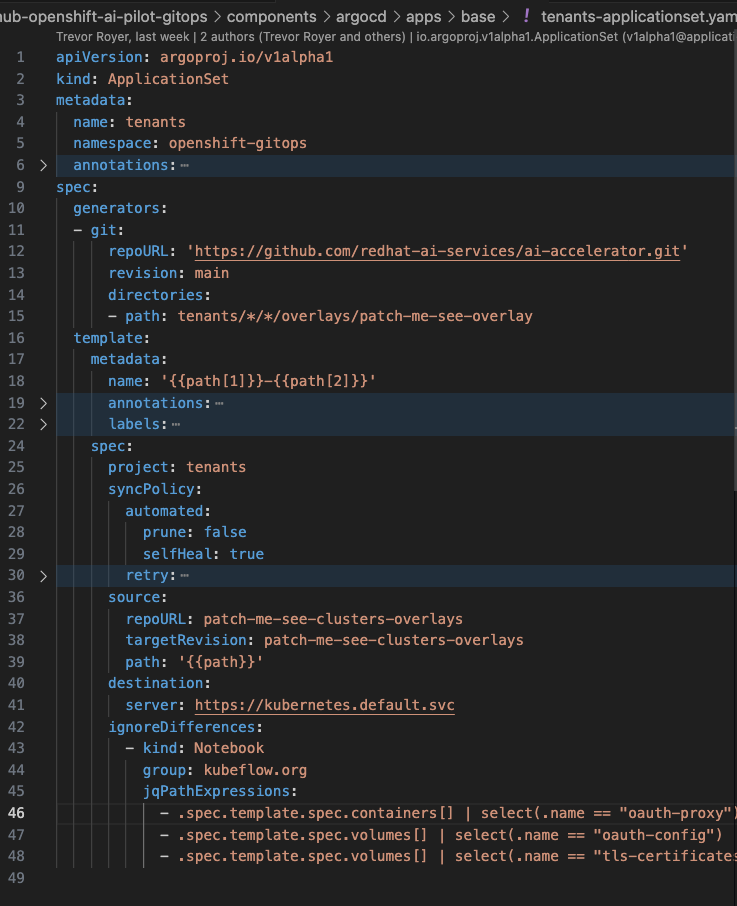 hub-openshift-ai-pilot-gitops > components > argocd > apps > base > ! tenants-applicationset.yam
Trevor Royer, last week | 2 authors (Trevor Royer and others) | io.argoproj.v1alpha1.ApplicationSet (v1alpha1@applicati
1 apiVersion: argoproj.io/v1alpha1
2 kind: ApplicationSet
3 metadata:
4   name: tenants
5   namespace: openshift-gitops
6 >   annotations: ⋯
9 spec:
10   generators:
11   - git:
12       repoURL: 'https://github.com/redhat-ai-services/ai-accelerator.git'
13       revision: main
14       directories:
15       - path: tenants/*/*/overlays/patch-me-see-overlay
16   template:
17     metadata:
18       name: '{{path[1]}}-{{path[2]}}'
19 >       annotations: ⋯
22 >       labels: ⋯
24     spec:
25       project: tenants
26       syncPolicy:
27         automated:
28           prune: false
29           selfHeal: true
30 >         retry: ⋯
36       source:
37         repoURL: patch-me-see-clusters-overlays
38         targetRevision: patch-me-see-clusters-overlays
39         path: '{{path}}'
40       destination:
41         server: https://kubernetes.default.svc
42       ignoreDifferences:
43         - kind: Notebook
44           group: kubeflow.org
45           jqPathExpressions:
46             - .spec.template.spec.containers[] | select(.name == "oauth-proxy")
47             - .spec.template.spec.volumes[] | select(.name == "oauth-config")
48             - .spec.template.spec.volumes[] | select(.name == "tls-certificates
49